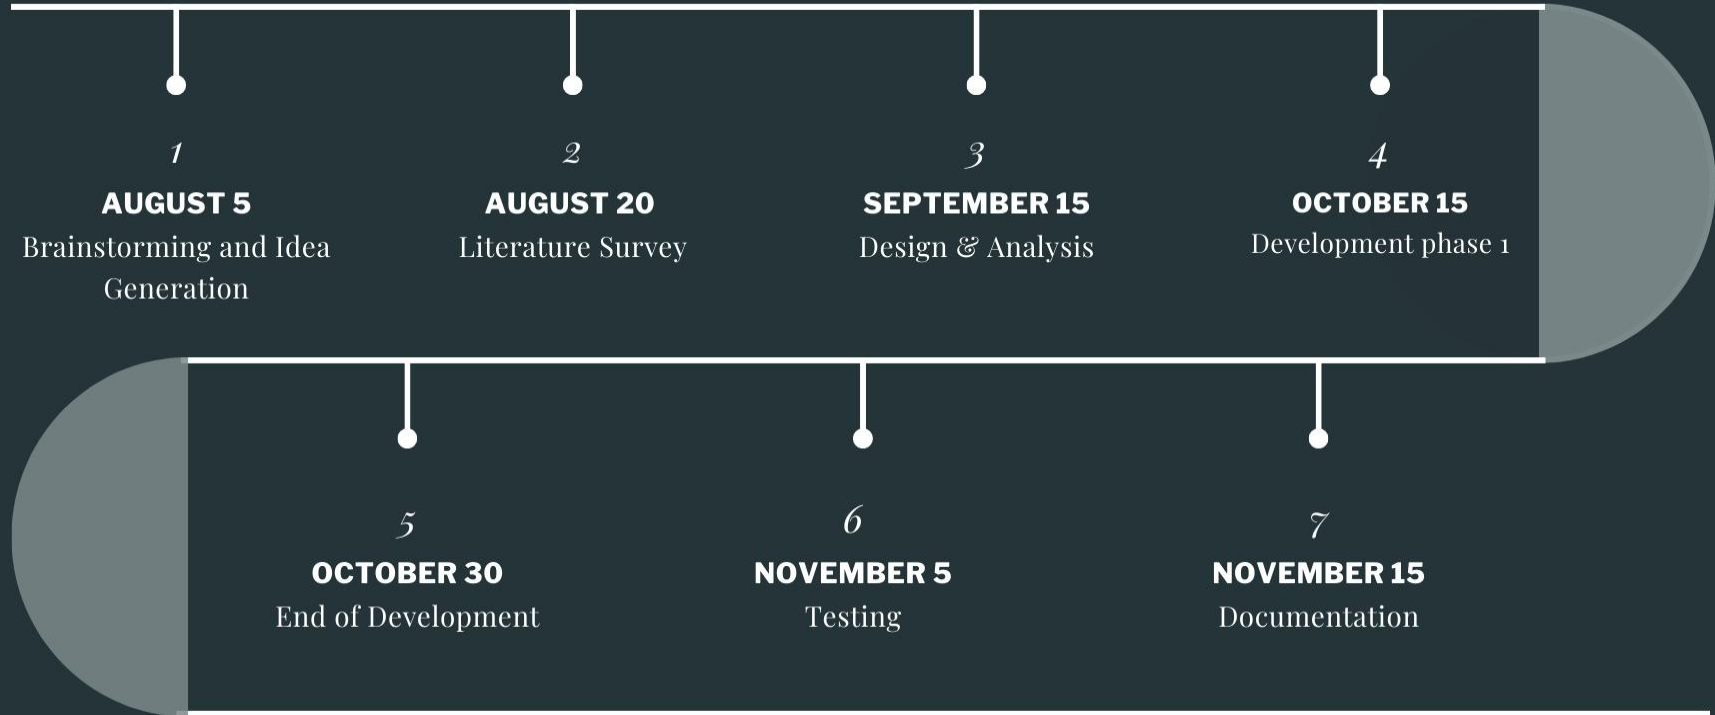 1
AUGUST 5
Brainstorming and Idea
Generation
2
AUGUST 20
Literature Survey
3
SEPTEMBER 15
Design & Analysis
4
OCTOBER 15
Development phase 1
5
OCTOBER 30
End of Development
6
NOVEMBER 5
Testing
7
NOVEMBER 15
Documentation